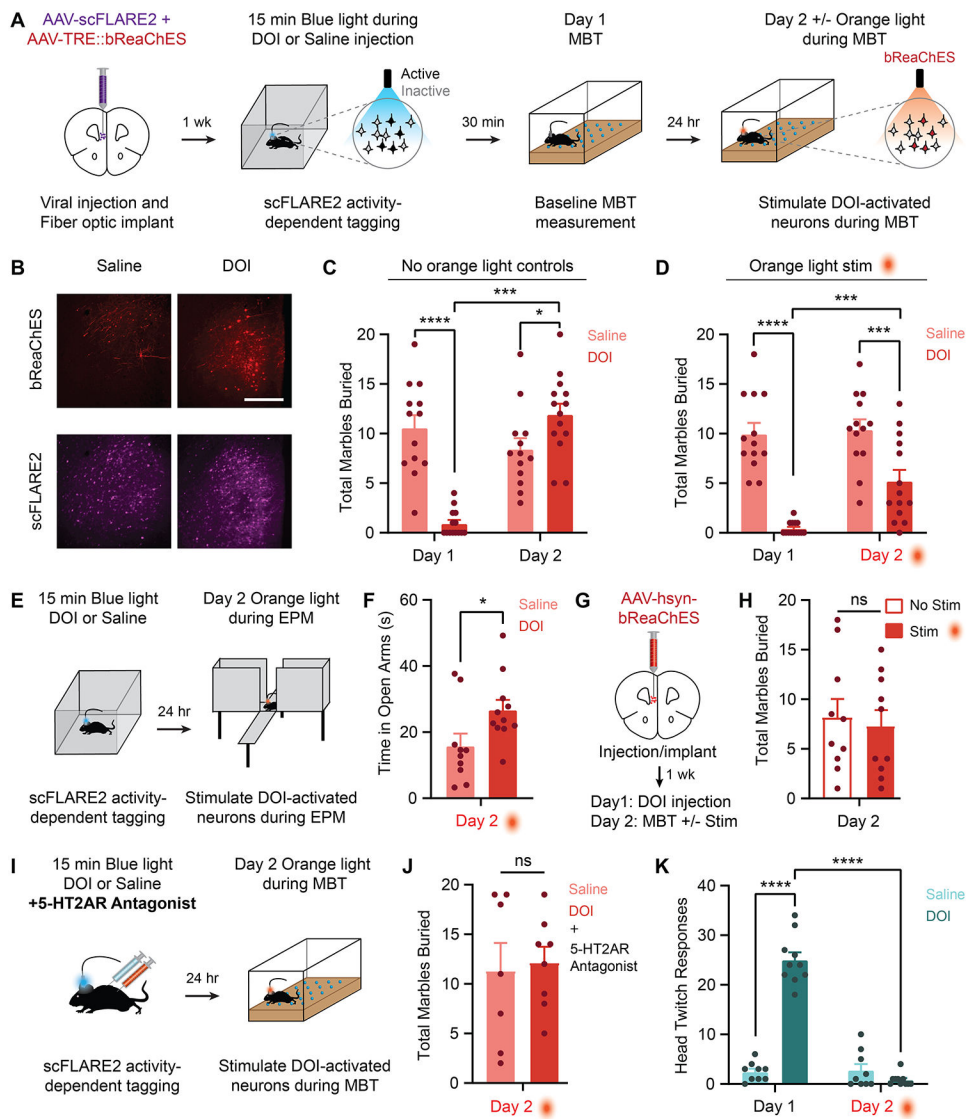 A
AAV-scFLARE2 +
AAV-TRE::bReaChES
15 min Blue light during
DOI or Saline injection
Day 1
MBT
Day 2 +/- Orange light
during MBT
bReaChES
Active
Inactive
1 wk
30 min
24 hr
Viral injection and
Fiber optic implant
scFLARE2 activity-
dependent tagging
Baseline MBT
measurement
Stimulate DOI-activated
neurons during MBT
B
Saline
DOI
bReaChES
scFLARE2
C
No orange light controls
***
****
*
Saline
DOI
Total Marbles Buried
20
15
10
5
0
Day 1
Day 2
D
Orange light stim
***
****
***
Saline
DOI
Total Marbles Buried
20
15
10
5
0
Day 1
Day 2
E
15 min Blue light
DOI or Saline
Day 2 Orange light
during EPM
24 hr
scFLARE2 activity-
dependent tagging
Stimulate DOI-activated
neurons during EPM
F
*
Saline
DOI
Time in Open Arms (s)
60
40
20
0
Day 2
G
AAV-hsyn-
bReaChES
Injection/implant
1 wk
Day1: DOI injection
Day 2: MBT +/- Stim
H
ns
No Stim
Stim
Total Marbles Buried
20
15
10
5
0
Day 2
I
15 min Blue light
DOI or Saline
+5-HT2AR Antagonist
Day 2 Orange light
during MBT
24 hr
scFLARE2 activity-
dependent tagging
Stimulate DOI-activated
neurons during MBT
J
ns
Saline
DOI
+
5-HT2AR
Antagonist
Total Marbles Buried
20
15
10
5
0
Day 2
K
****
****
Saline
DOI
Head Twitch Responses
40
30
20
10
0
Day 1
Day 2